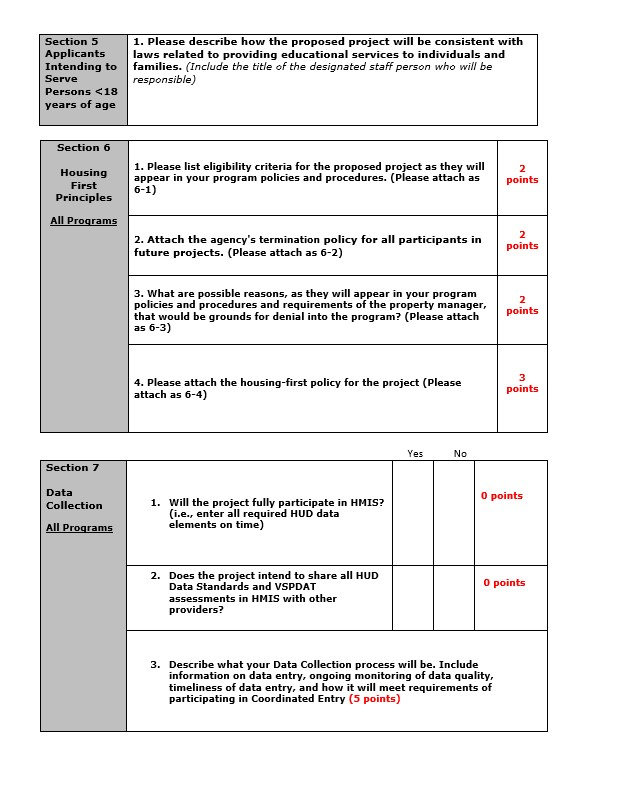 Section 5
Applicants
Intending to
Serve
Persons <18
years of age
1. Please describe how the proposed project will be consistent with
laws related to providing educational services to individuals and
families. (Include the title of the designated staff person who will be
responsible)
Section 6
Housing
First
Principles
All Programs
1. Please list eligibility criteria for the proposed project as they will
appear in your program policies and procedures. (Please attach as
6-1)
2
points
2. Attach the agency's termination policy for all participants in
future projects. (Please attach as 6-2)
2
points
3. What are possible reasons, as they will appear in your program
policies and procedures and requirements of the property manager,
that would be grounds for denial into the program? (Please attach
as 6-3)
2
points
4. Please attach the housing-first policy for the project (Please
attach as 6-4)
3
points
Yes No
Section 7
Data
Collection
All Programs
1. Will the project fully participate in HMIS?
(i.e., enter all required HUD data
elements on time)
0 points
2. Does the project intend to share all HUD
Data Standards and VSPDAT
assessments in HMIS with other
providers?
0 points
3. Describe what your Data Collection process will be. Include
information on data entry, ongoing monitoring of data quality,
timeliness of data entry, and how it will meet requirements of
participating in Coordinated Entry (5 points)